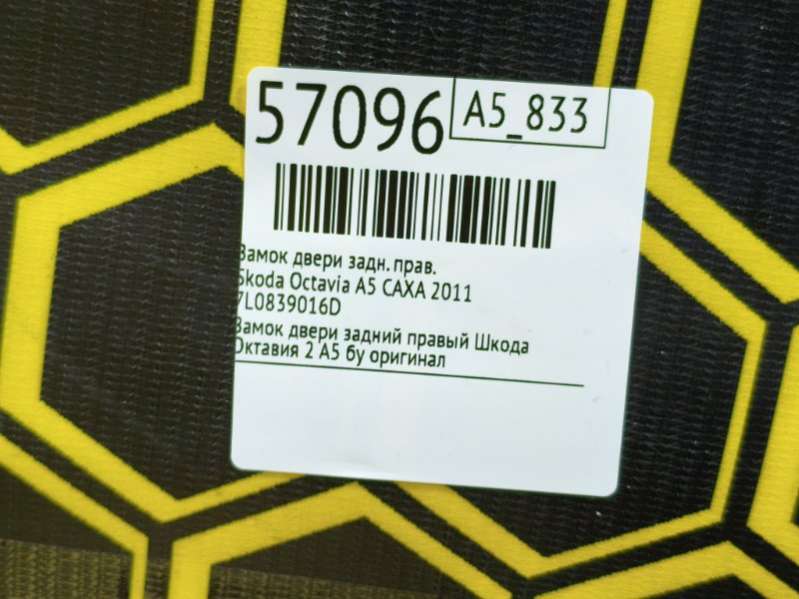 57096
A5_833
Замок двери задн. прав.
Skoda Octavia A5 CAXA 2011
7L0839016D
Замок двери задний правый Шкода
Октавия 2 А5 бу оригинал